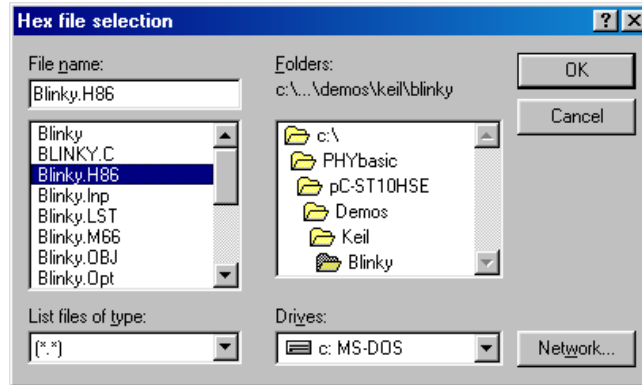 Hex file selection
File name:
Blinky.H86
Blinky
BLINKY.C
Blinky.H86
Blinky.Inp
Blinky.LST
Blinky.M66
Blinky.OBJ
Blinky.Opt
List files of type:
(*.*)
Folders:
c:\...\demos\keil\blinky
c:\
PHYbasic
pC-ST10HSE
Demos
Keil
Blinky
Drives:
c: MS-DOS
OK
Cancel
Network...